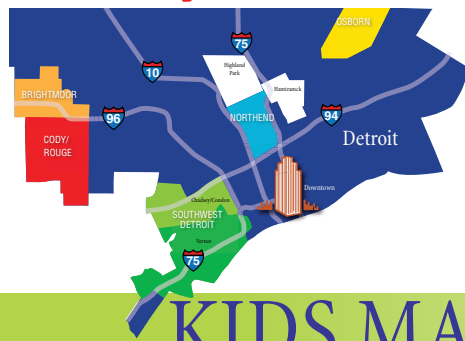 OSBORN
75
10
Highland
Park
Hamtramck
BRIGHTMOOR
96
NORTHEND
94
CODY/
ROUGE
Detroit
Downtown
Chadsey/Condon
SOUTHWEST
DETROIT
Vernor
75
KIDS MA